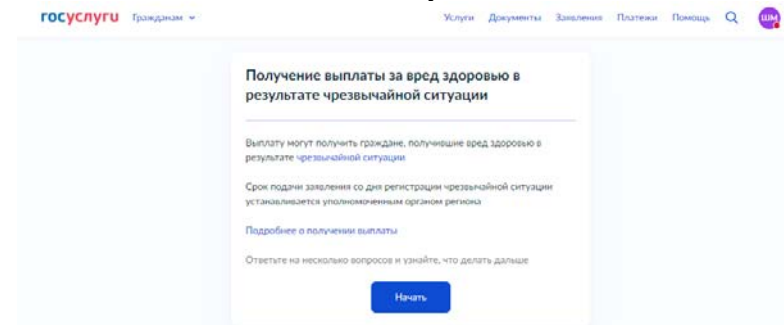 госуслуги Гражданам Услуги Документы Заявления Платежи Помощь ШМ
Получение выплаты за вред здоровью в
результате чрезвычайной ситуации
Выплату могут получить граждане, получившие вред здоровью в
результате чрезвычайной ситуации
Срок подачи заявления со дня регистрации чрезвычайной ситуации
устанавливается уполномоченным органом региона
Подробнее о получении выплаты
Ответьте на несколько вопросов и узнайте, что делать дальше
Начать